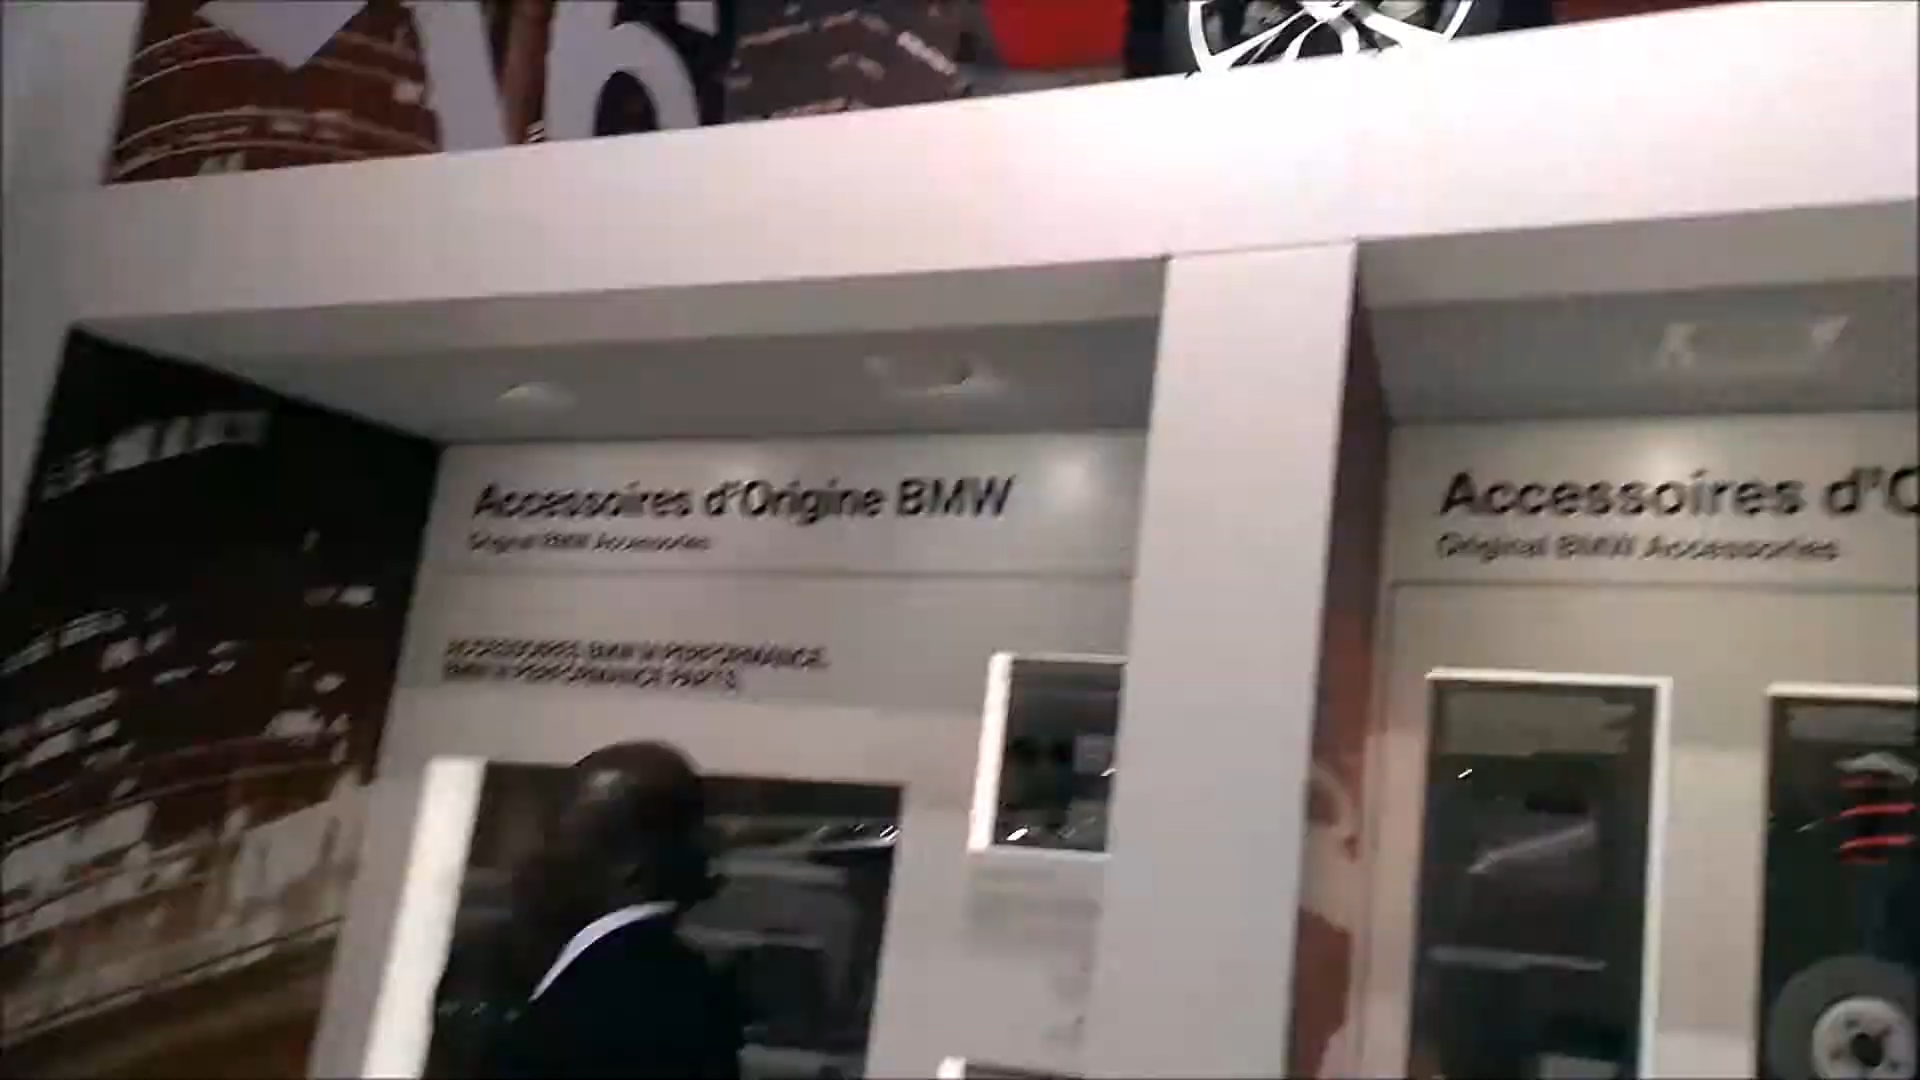 Accessoires d'Origine BMW
Original BMW Accessories
ACCESSOIRES BMW M PERFORMANCE.
BMW M PERFORMANCE PARTS.
Accessoires d'O
Original BMW Accessories